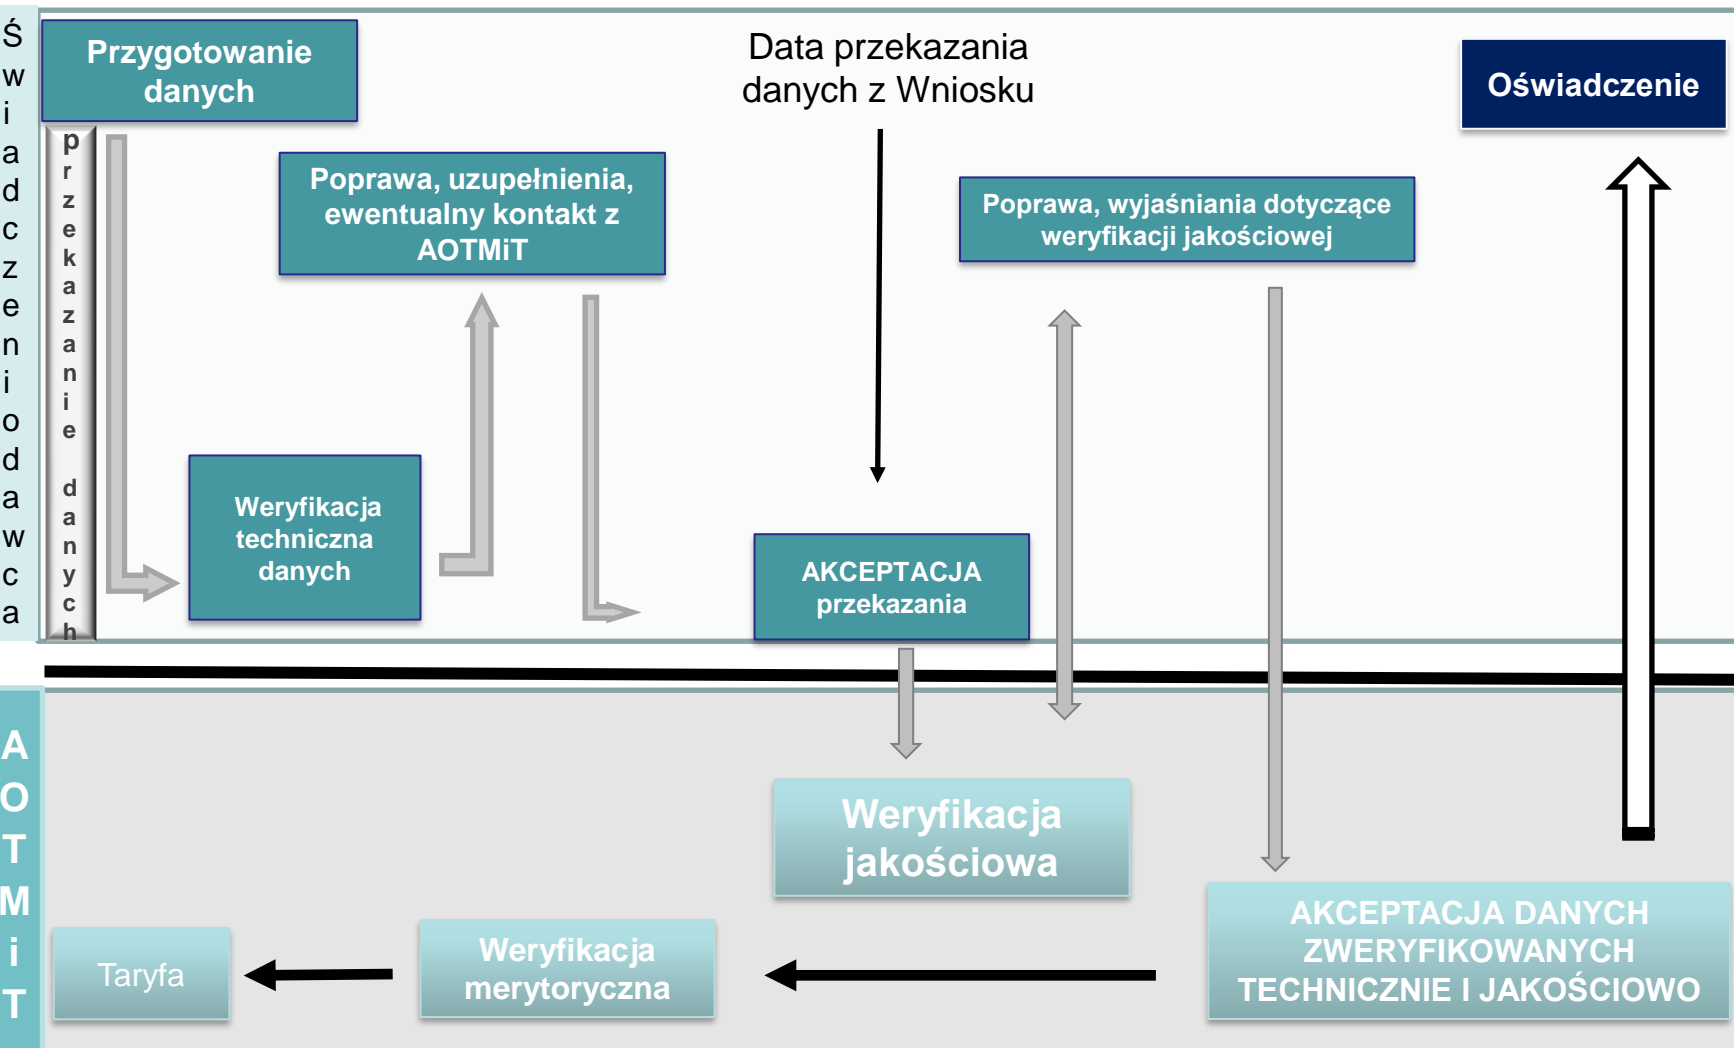 Świadczeniodawca
Przygotowanie
danych
przekazanie danych
Data przekazania
danych z Wniosku
Oświadczenie
Poprawa, uzupełnienia,
ewentualny kontakt z
AOTMiT
Poprawa, wyjaśniania dotyczące
weryfikacji jakościowej
Weryfikacja
techniczna
danych
AKCEPTACJA
przekazania
AOTMiT
Weryfikacja
jakościowa
AKCEPTACJA DANYCH
ZWERYFIKOWANYCH
TECHNICZNIE I JAKOŚCIOWO
Weryfikacja
merytoryczna
Taryfa